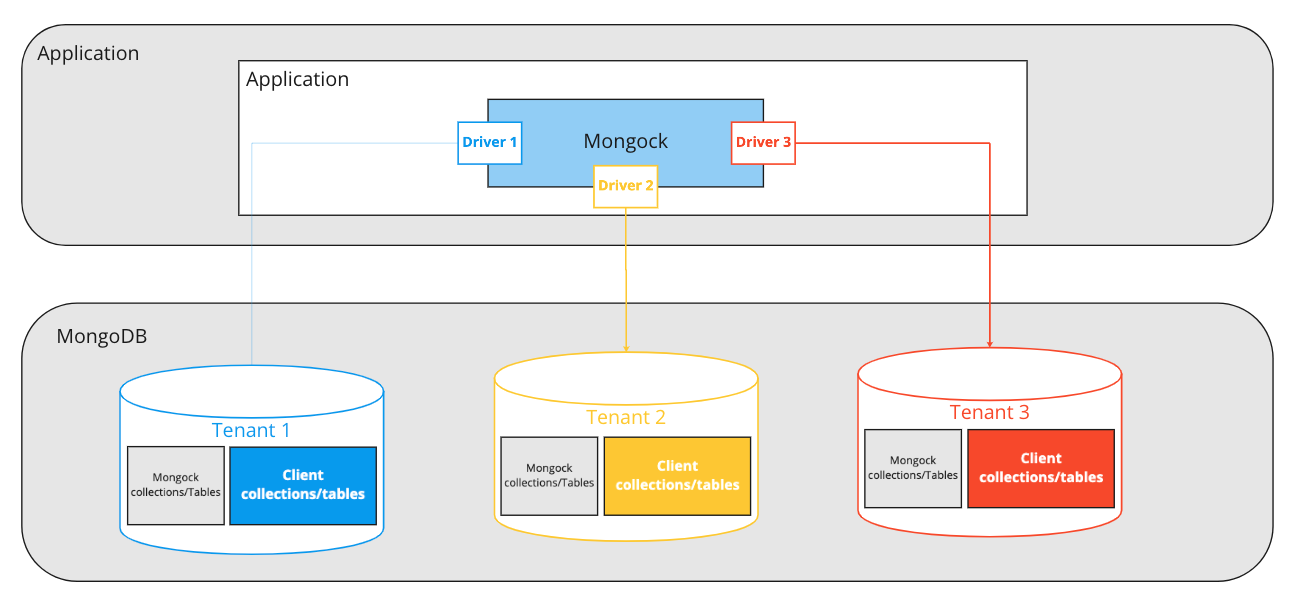 Application
Application
Driver 1
Mongock
Driver 3
Driver 2
MongoDB
Tenant 1
Mongock
collections/Tables
Client
collections/tables
Tenant 2
Mongock
collections/Tables
Client
collections/tables
Tenant 3
Mongock
collections/Tables
Client
collections/tables